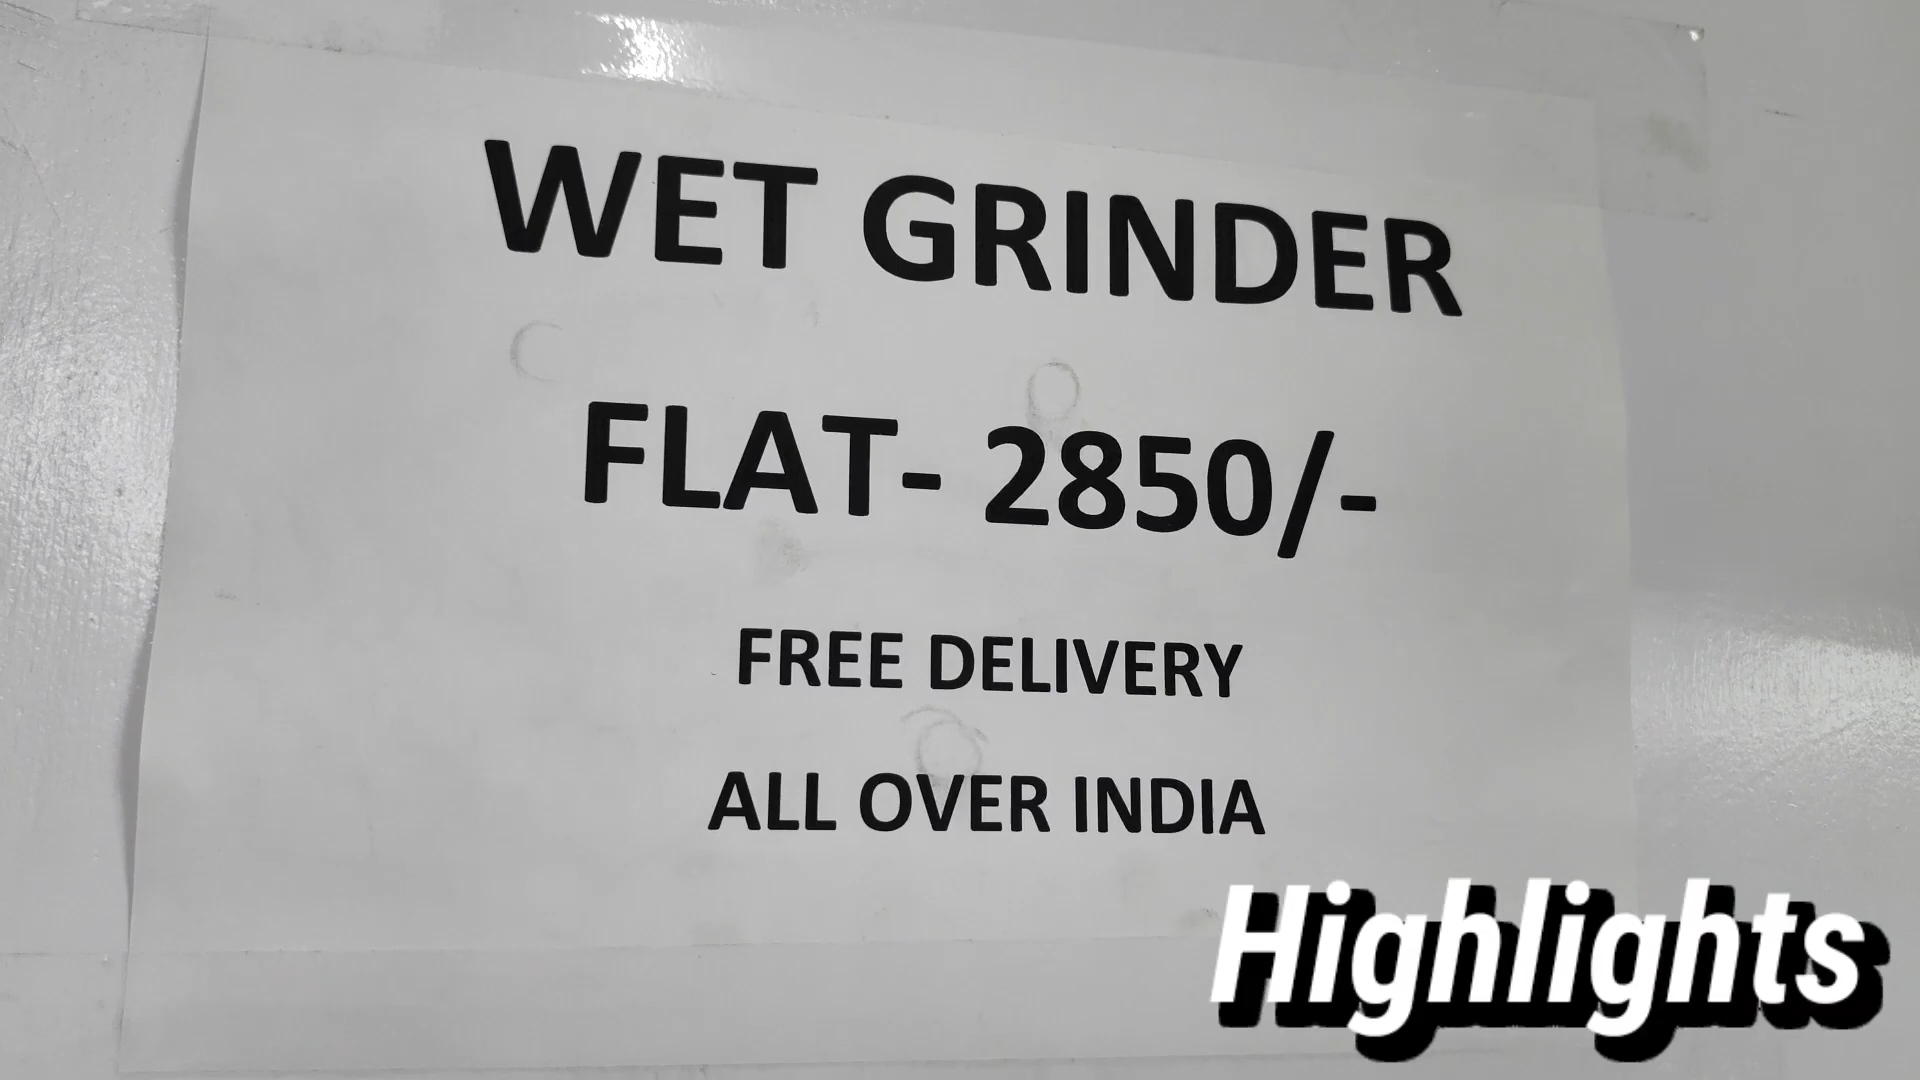 WET GRINDER
FLAT- 2850/-
FREE DELIVERY
ALL OVER INDIA
Highlights